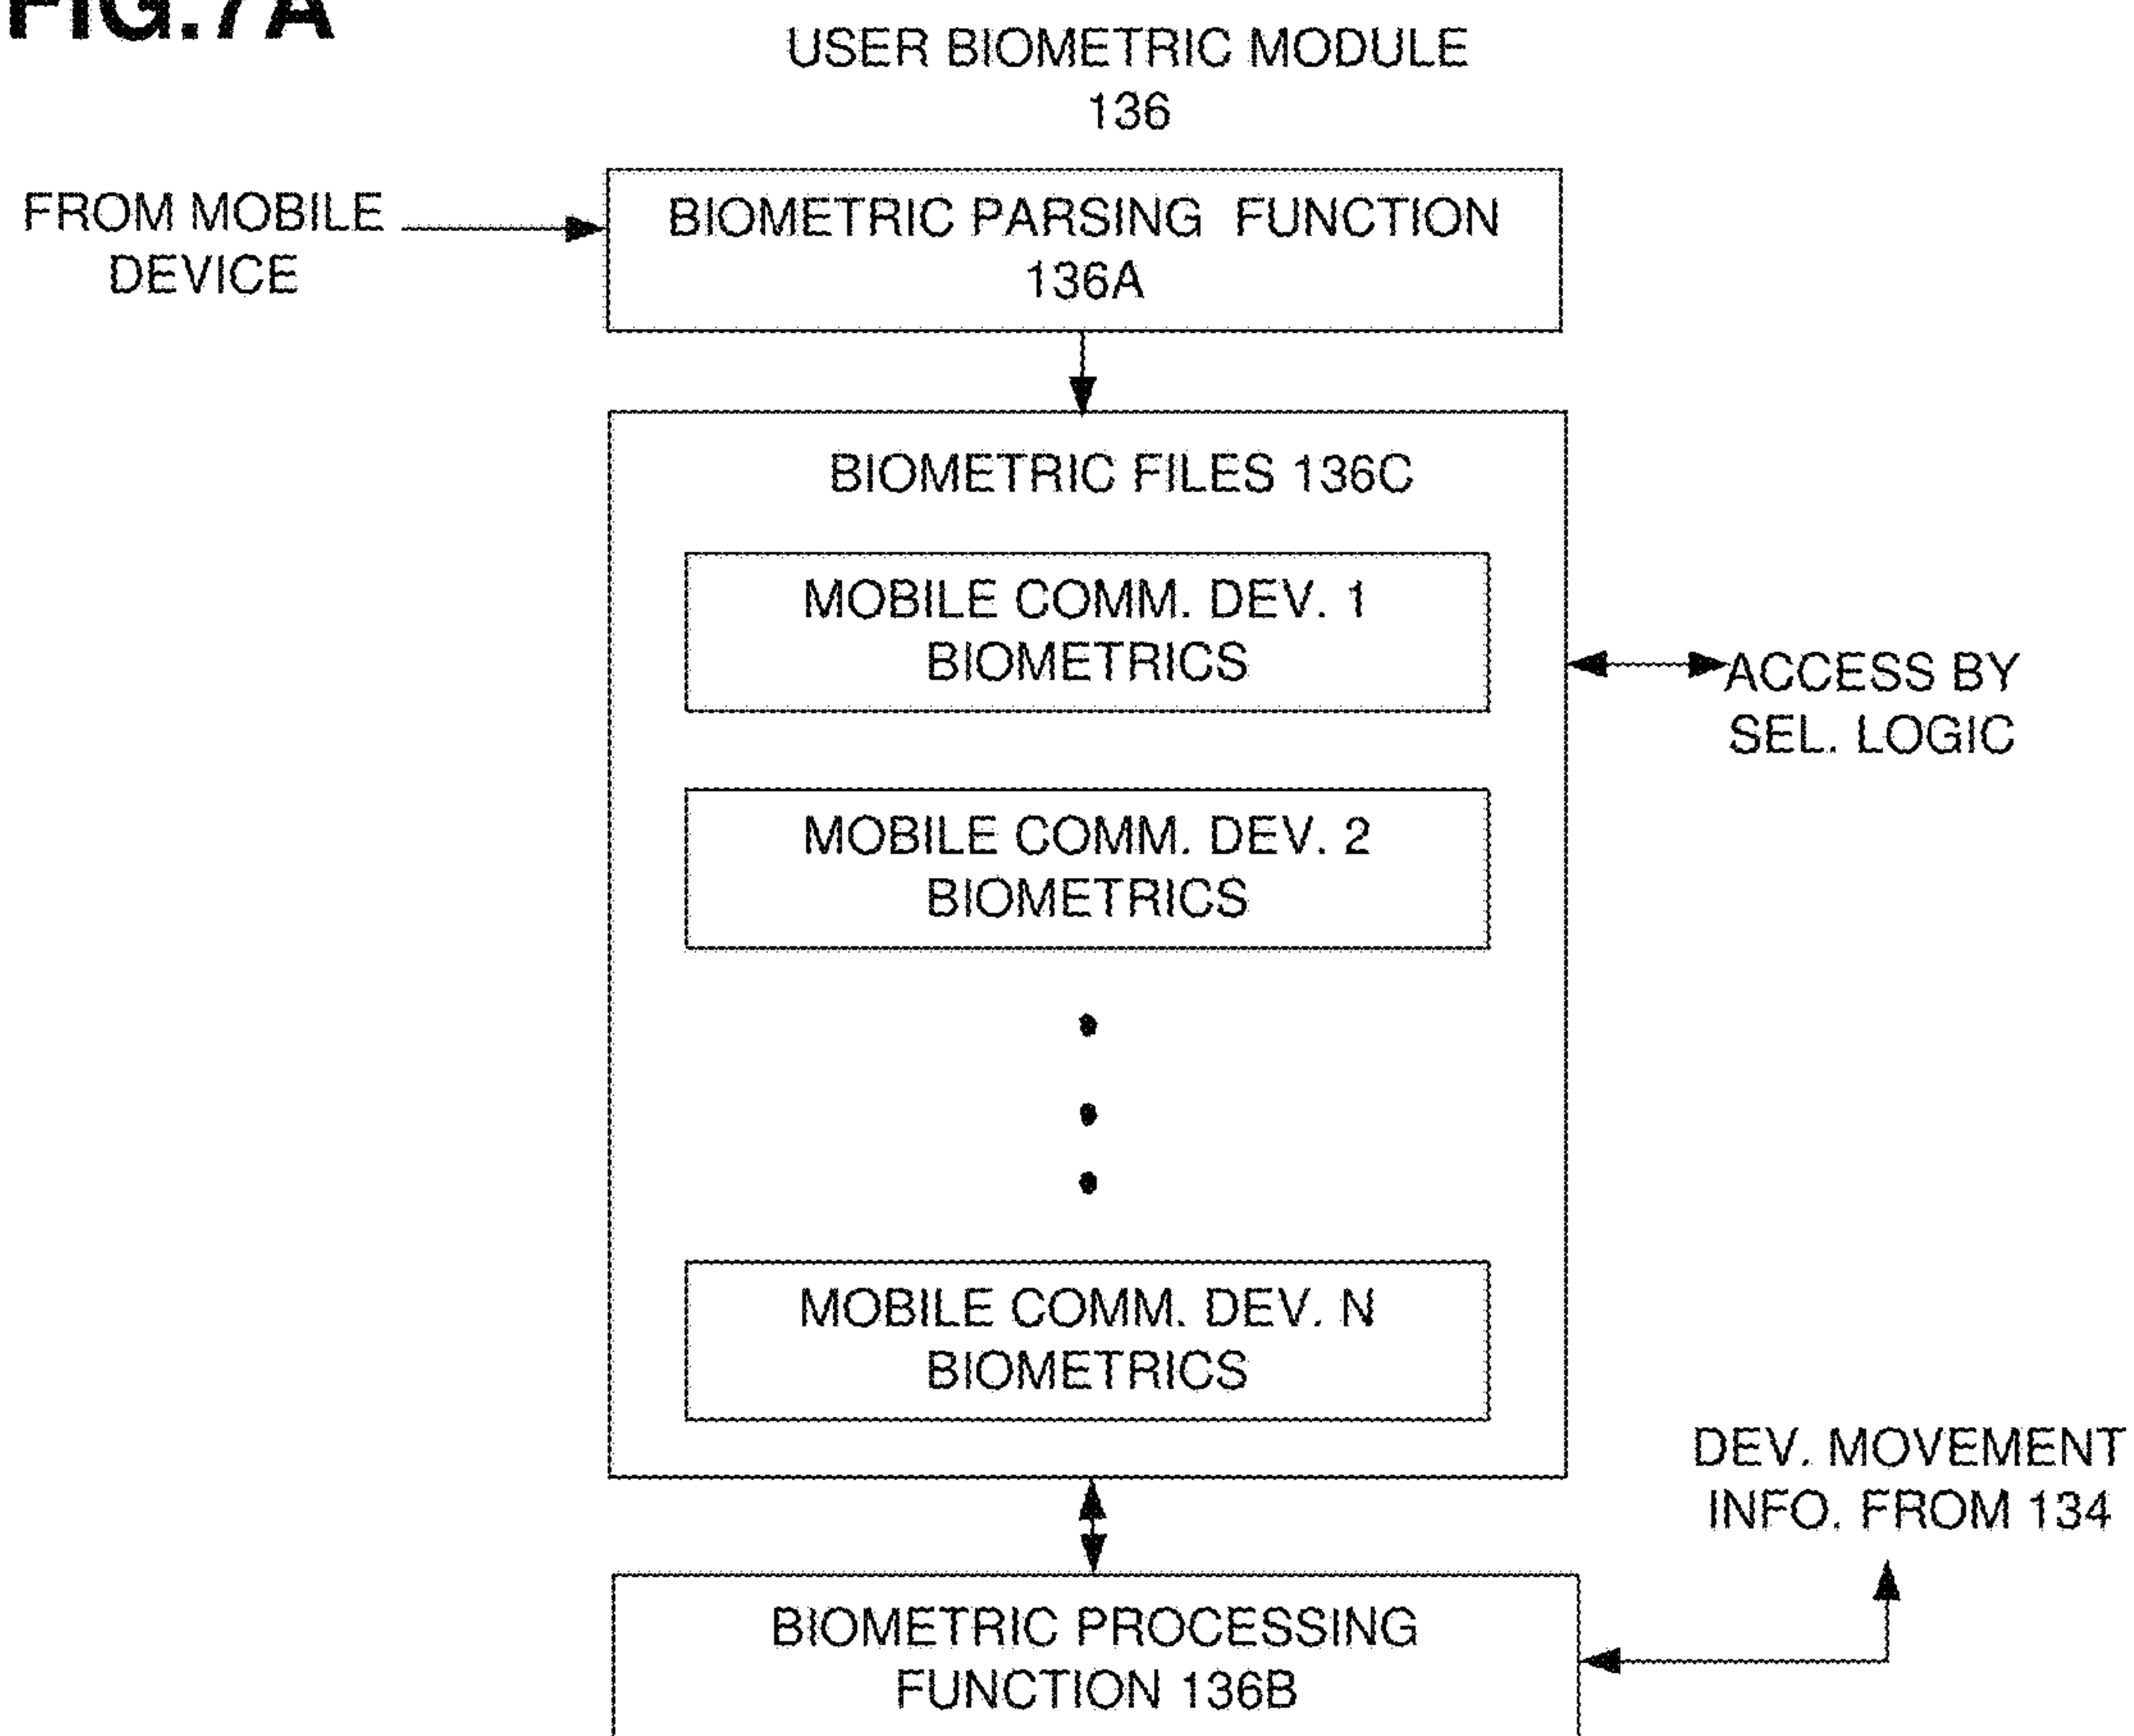 FIG.7A
USER BIOMETRIC MODULE
136
FROM MOBILE
DEVICE
BIOMETRIC PARSING FUNCTION
136A
BIOMETRIC FILES 136C
MOBILE COMM. DEV. 1
BIOMETRICS
ACCESS BY
SEL. LOGIC
MOBILE COMM. DEV. 2
BIOMETRICS
MOBILE COMM. DEV. N
BIOMETRICS
DEV. MOVEMENT
INFO. FROM 134
BIOMETRIC PROCESSING
FUNCTION 136B